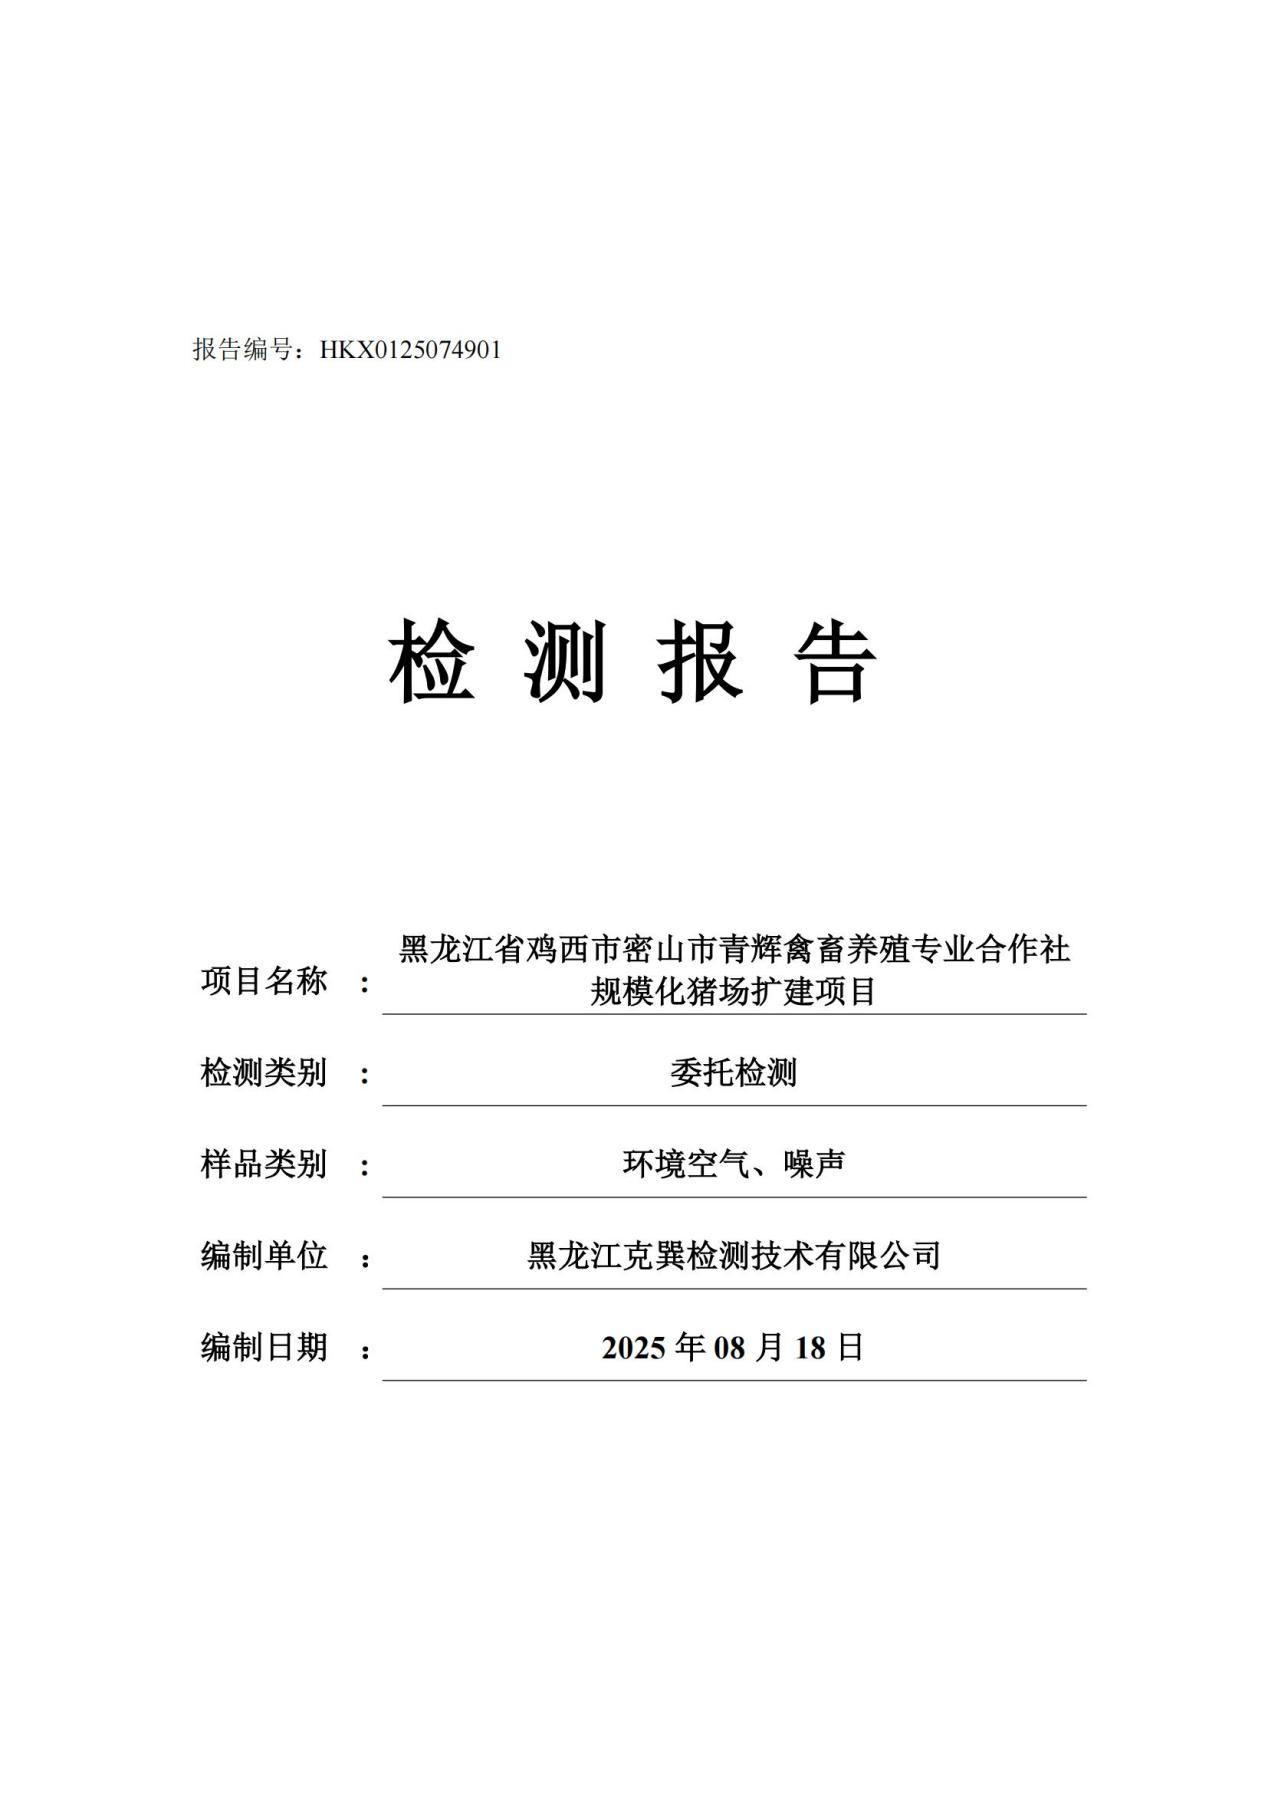 报告编号：HKX0125074901
检测报告
黑龙江省鸡西市密山市青辉禽畜养殖专业合作社
项目名称：
规模化猪场扩建项目
检测类别：委托检测
样品类别：环境空气、噪声
编制单位：黑龙江克巽检测技术有限公司
编制日期：2025 年 08 月 18 日